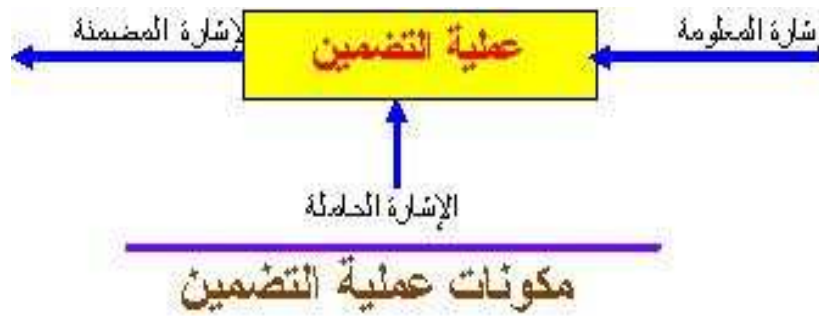 إشارة المعلومة
عملية التضمين
الإشارة المضمنة
الإشارة الحاملة
مكونات عملية التضمين